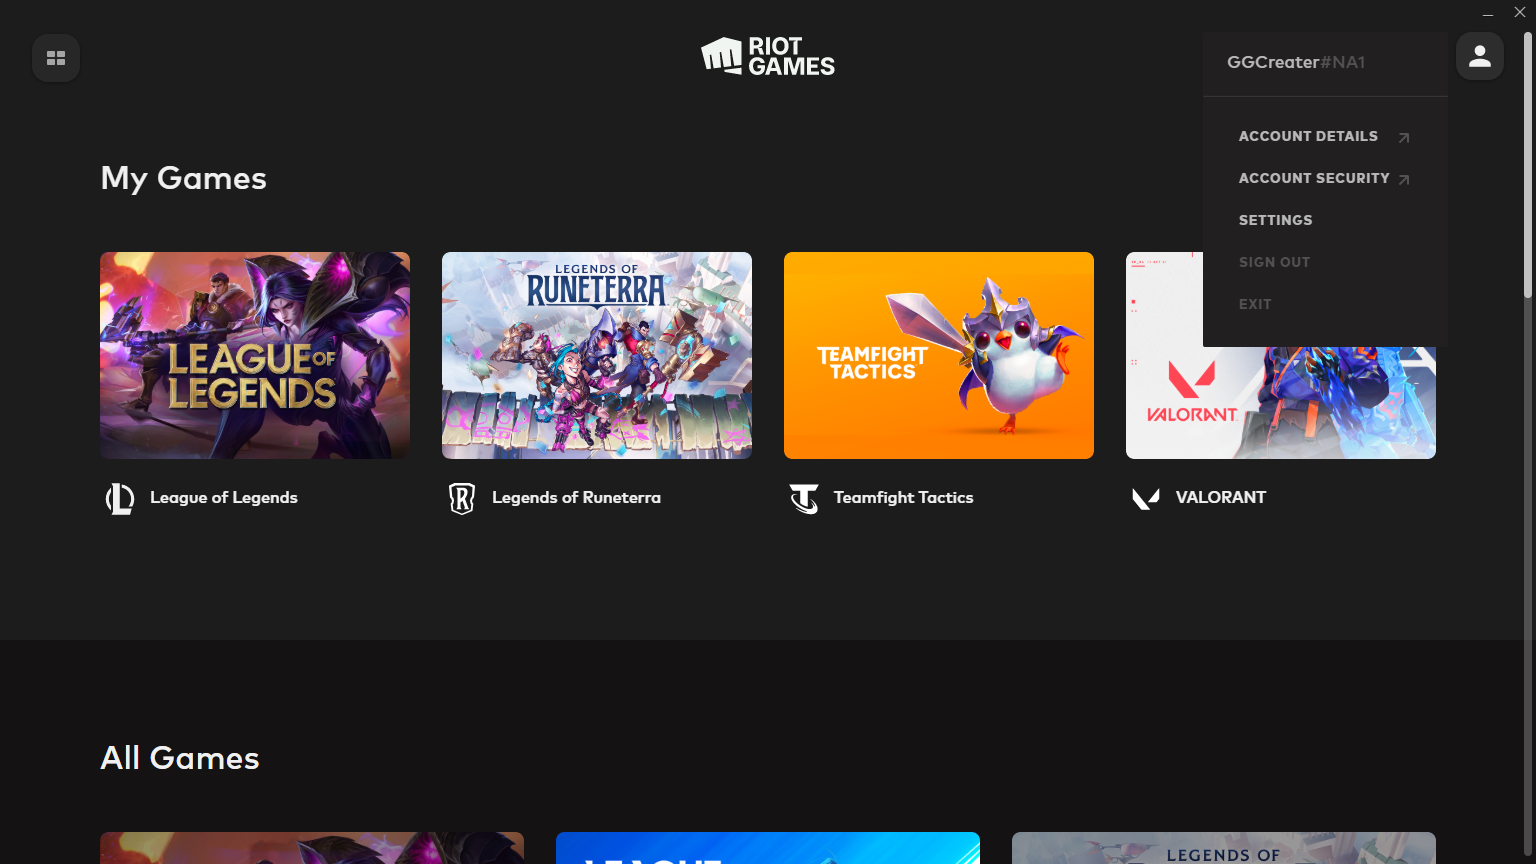 RIOT
GAMES
GGCreater#NA1
ACCOUNT DETAILS
ACCOUNT SECURITY
SETTINGS
SIGN OUT
EXIT
My Games
LEAGUE OF
LEGENDS
LEGENDS OF
RUNETERRA
TEAMFIGHT
TACTICS
VALORANT
League of Legends
Legends of Runeterra
Teamfight Tactics
VALORANT
All Games
LEAGUE
LEGENDS OF